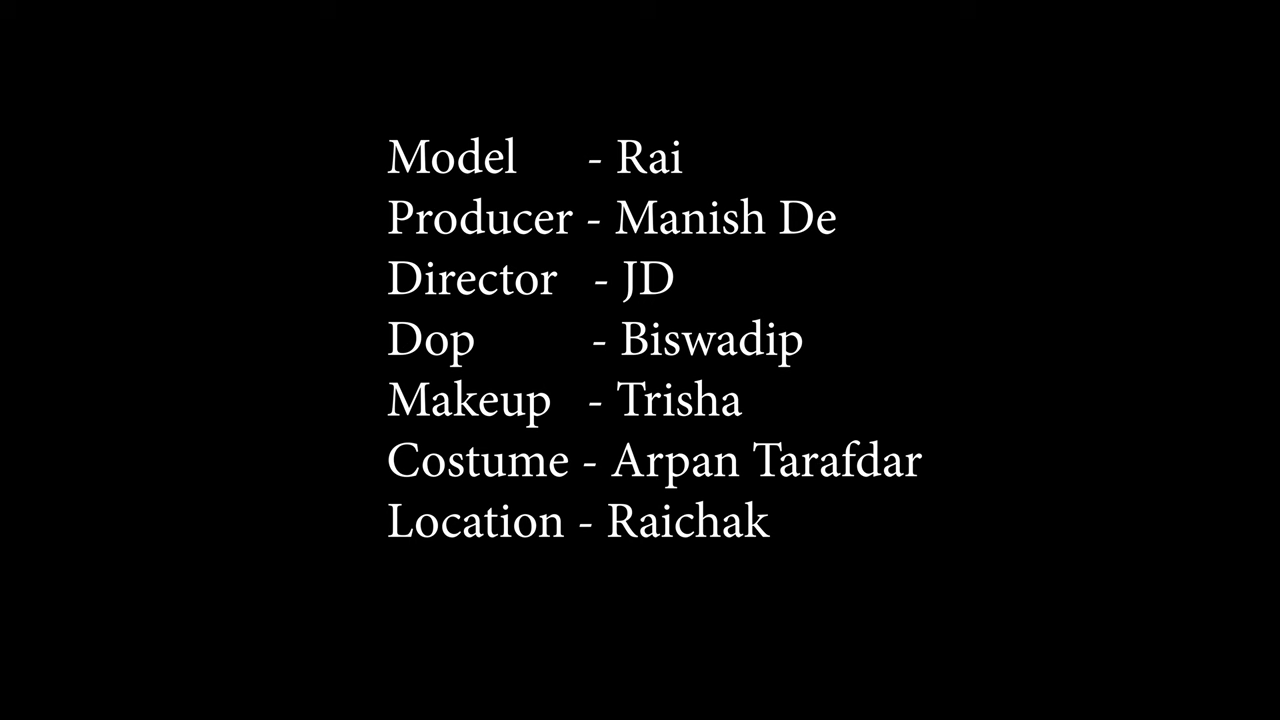 Model - Rai
Producer - Manish De
Director - JD
Dop - Biswadip
Makeup - Trisha
Costume - Arpan Tarafdar
Location - Raichak